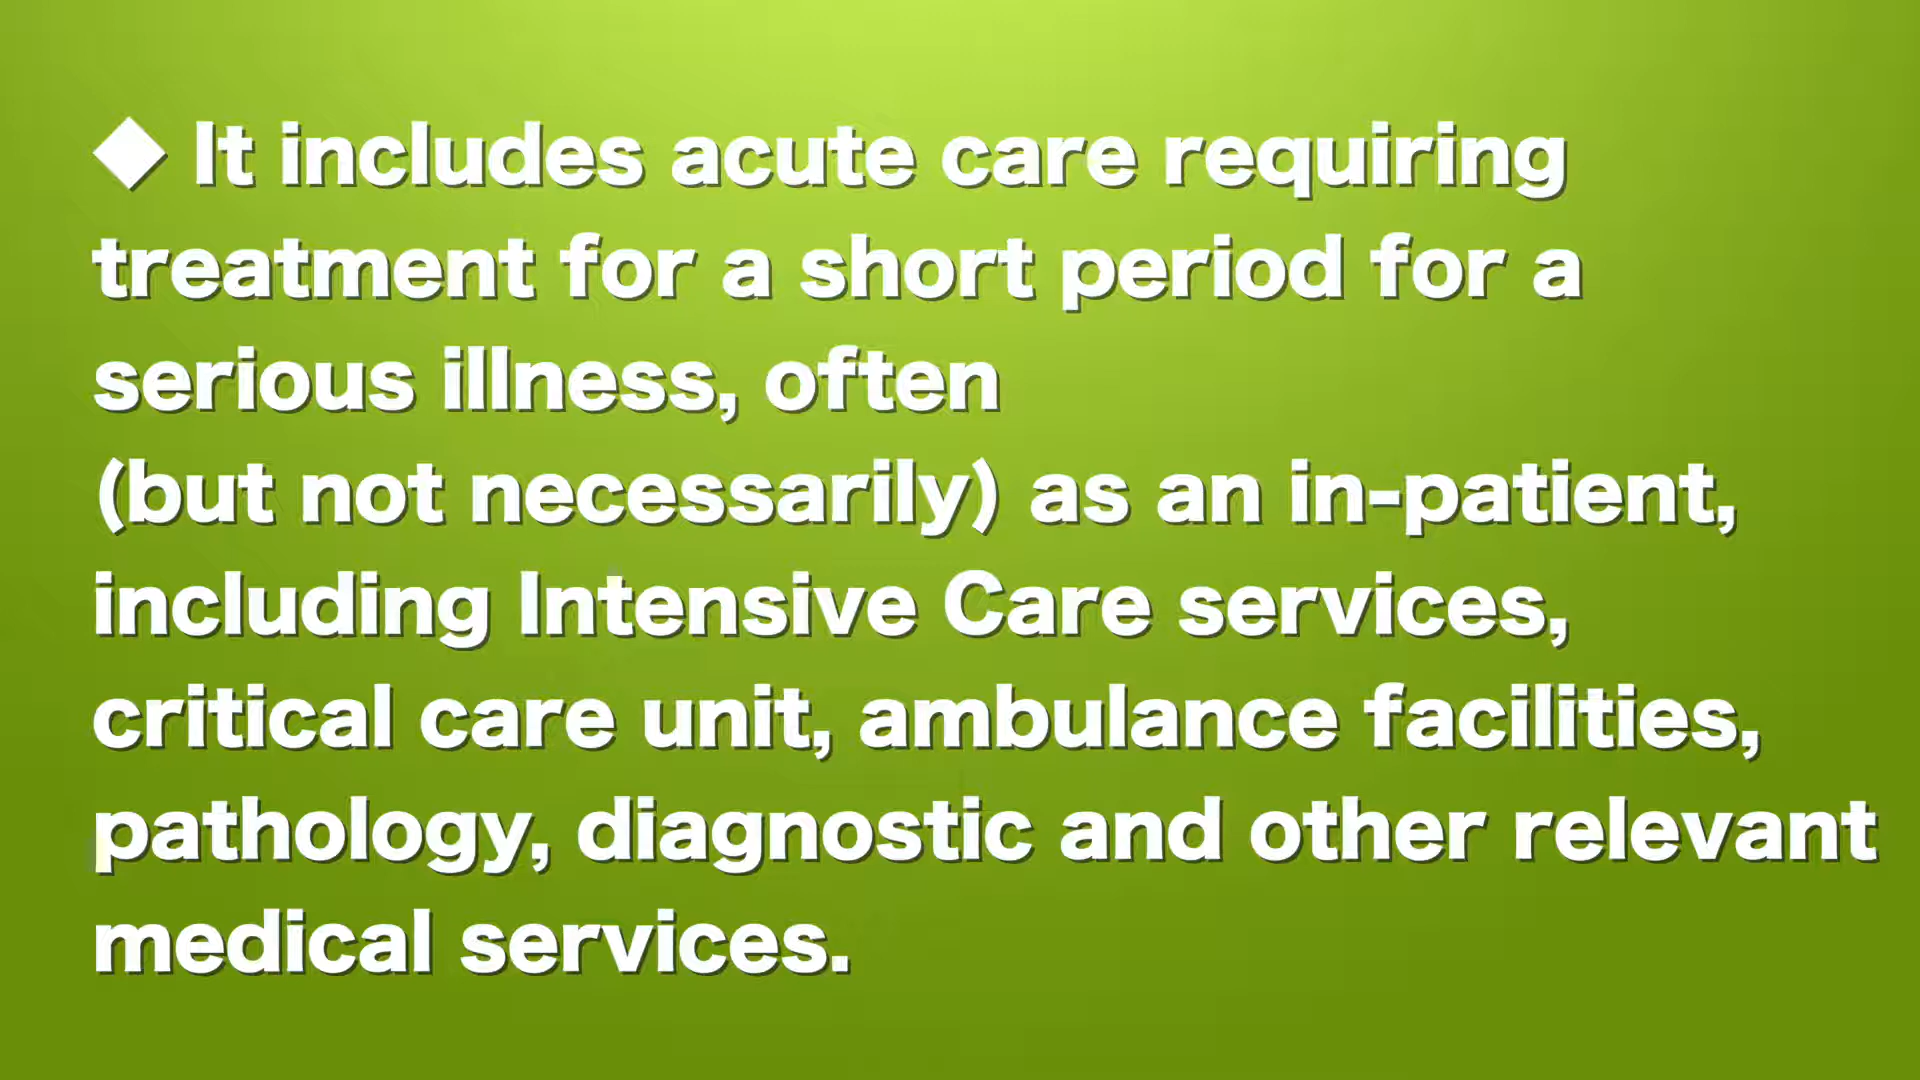 ◆ It includes acute care requiring
treatment for a short period for a
serious illness, often
(but not necessarily) as an in-patient,
including Intensive Care services,
critical care unit, ambulance facilities,
pathology, diagnostic and other relevant
medical services.